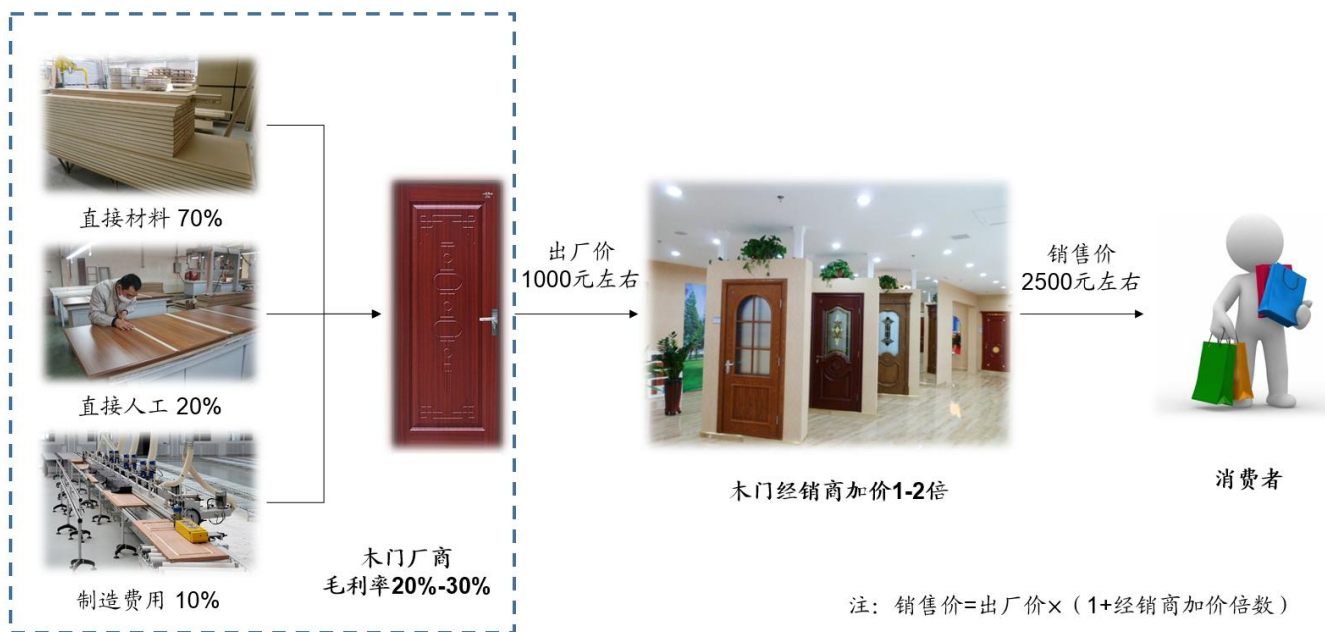 直接材料 70%
直接人工 20%
制造费用 10%
木门厂商
毛利率20%-30%
出厂价
1000元左右
木门经销商加价1-2倍
销售价
2500元左右
消费者
注：销售价=出厂价×（1+经销商加价倍数）